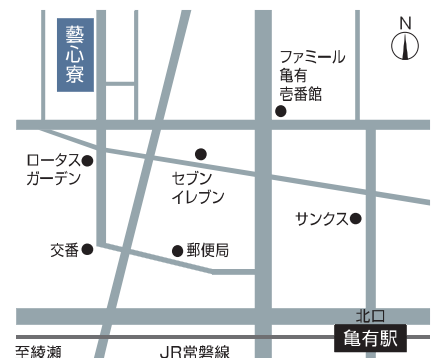 藝心寮
N
ファミール
亀有
壱番館
ロータス
ガーデン
セブン
イレブン
サンクス
交番
郵便局
北口
亀有駅
至綾瀬
JR常磐線